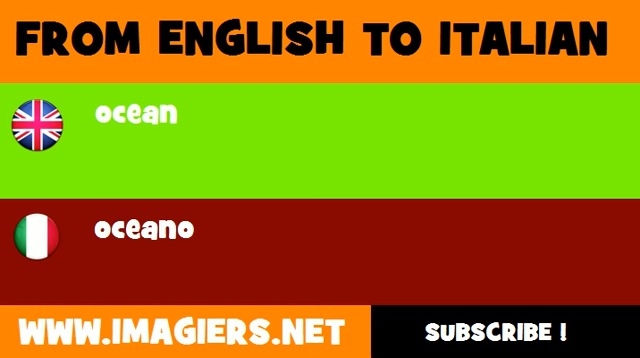 FROM ENGLISH TO ITALIAN
ocean
oceano
WWW.IMAGIERS.NET
SUBSCRIBE !